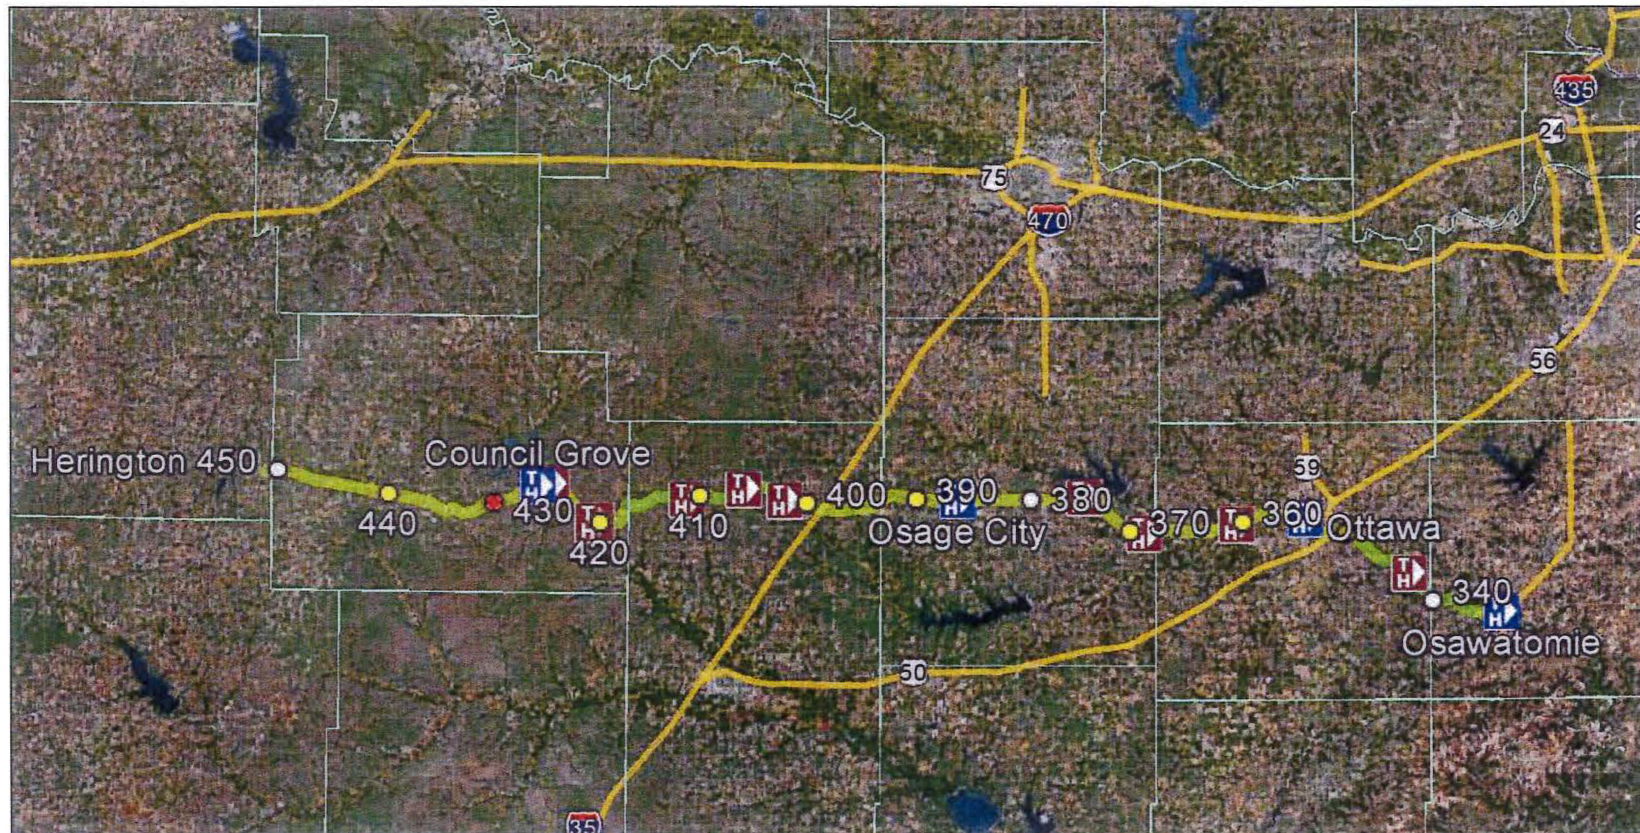 435
24
75
470
56
Council Grove
Herington 450
59
400
390
380
440
430
410
370
360
Osage City
Ottawa
420
340
Osawatomie
50
35
T
H
T
H
T
H
T
H
T
H
T
H
T
H
T
H
T
H